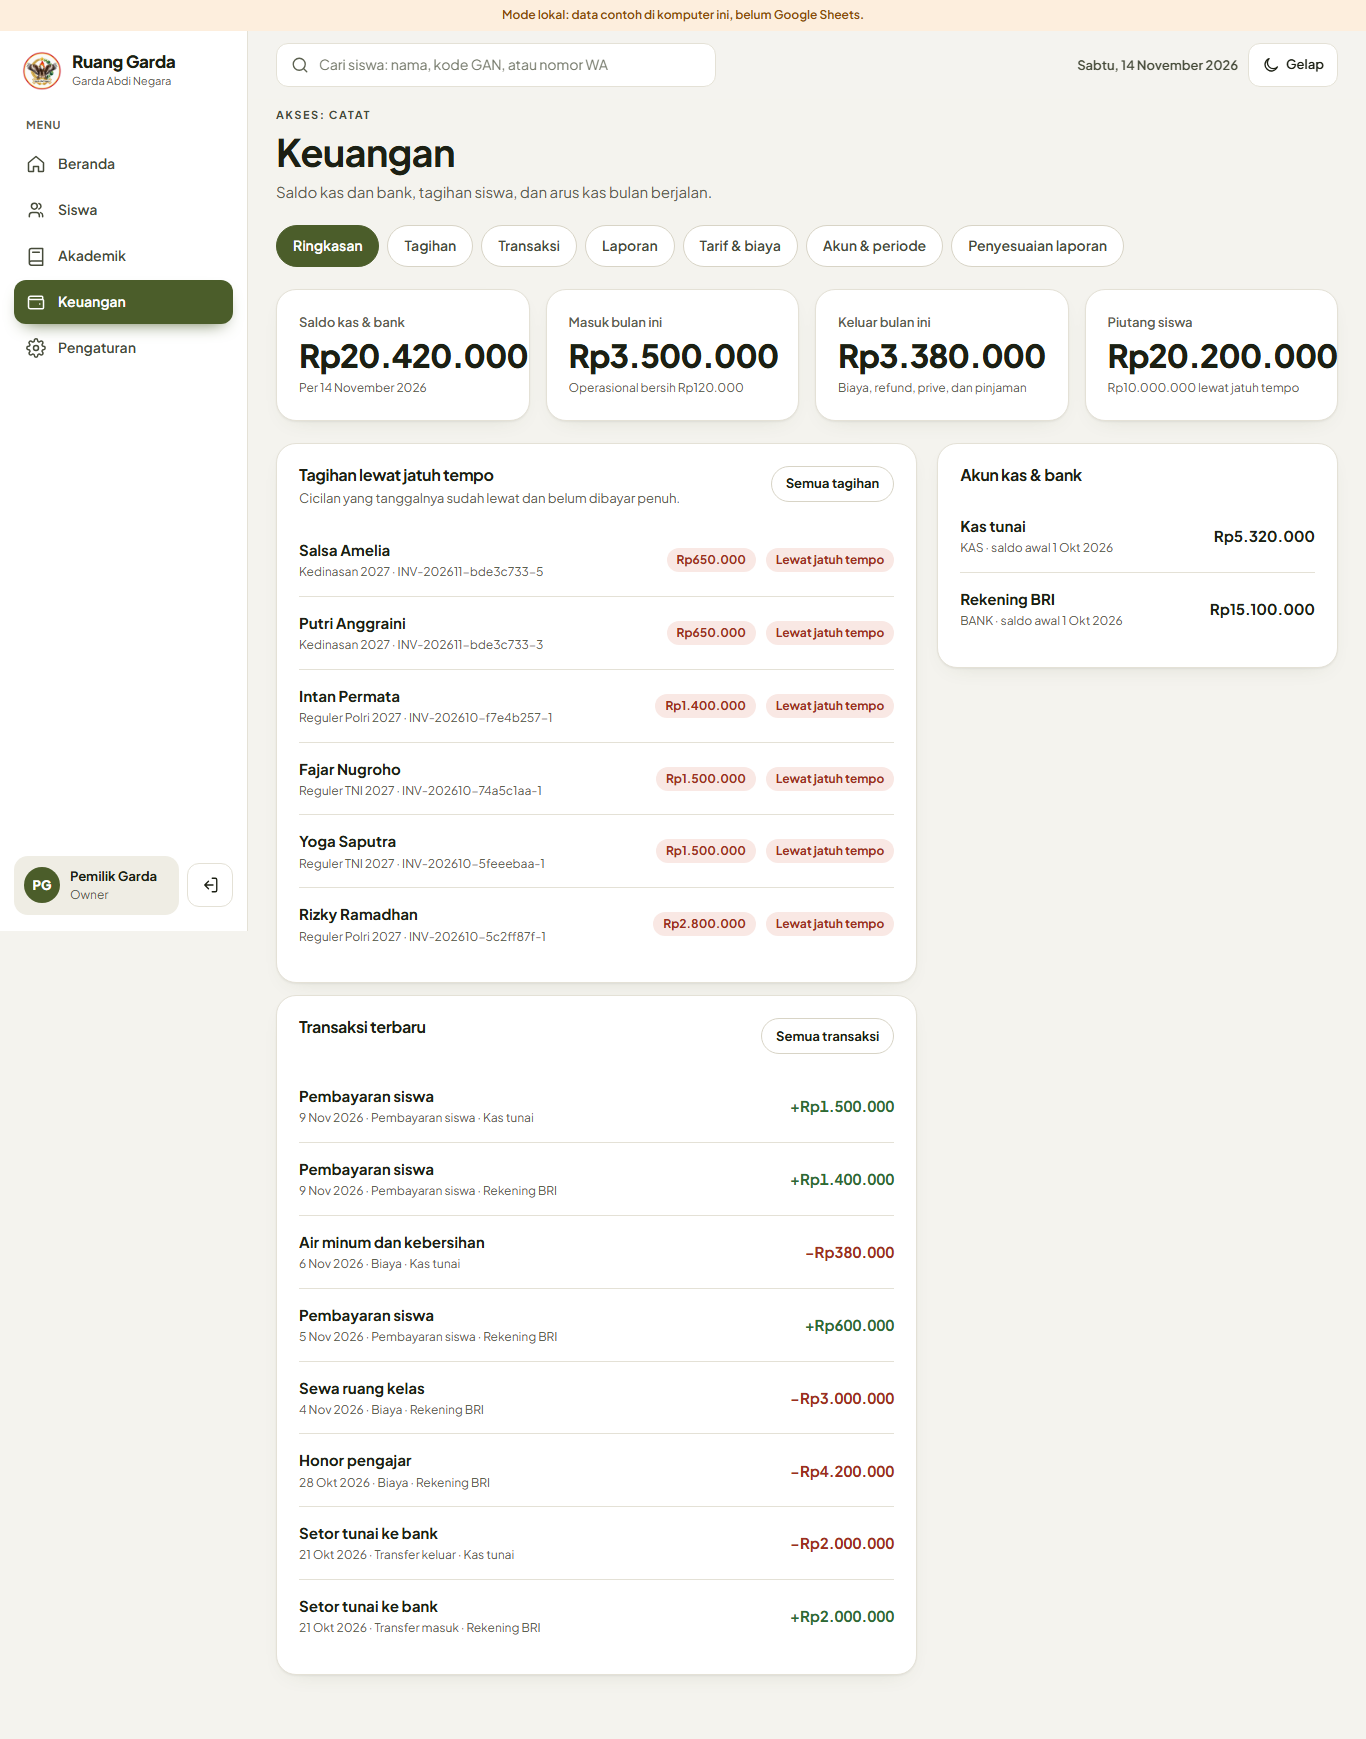 Mode lokal: data contoh di komputer ini, belum Google Sheets.
Ruang Garda
Garda Abdi Negara
MENU
Beranda
Siswa
Akademik
Keuangan
Pengaturan
PG
Pemilik Garda
Owner
Cari siswa: nama, kode GAN, atau nomor WA
Sabtu, 14 November 2026
Gelap
AKSES: CATAT
Keuangan
Saldo kas dan bank, tagihan siswa, dan arus kas bulan berjalan.
Ringkasan
Tagihan
Transaksi
Laporan
Tarif & biaya
Akun & periode
Penyesuaian laporan
Saldo kas & bank
Rp20.420.000
Per 14 November 2026
Masuk bulan ini
Rp3.500.000
Operasional bersih Rp120.000
Keluar bulan ini
Rp3.380.000
Biaya, refund, prive, dan pinjaman
Piutang siswa
Rp20.200.000
Rp10.000.000 lewat jatuh tempo
Tagihan lewat jatuh tempo
Cicilan yang tanggalnya sudah lewat dan belum dibayar penuh.
Semua tagihan
Salsa Amelia
Kedinasan 2027 · INV-202611-bde3c733-5
Rp650.000
Lewat jatuh tempo
Putri Anggraini
Kedinasan 2027 · INV-202611-bde3c733-3
Rp650.000
Lewat jatuh tempo
Intan Permata
Reguler Polri 2027 · INV-202610-f7e4b257-1
Rp1.400.000
Lewat jatuh tempo
Fajar Nugroho
Reguler TNI 2027 · INV-202610-74a5c1aa-1
Rp1.500.000
Lewat jatuh tempo
Yoga Saputra
Reguler TNI 2027 · INV-202610-5feeebaa-1
Rp1.500.000
Lewat jatuh tempo
Rizky Ramadhan
Reguler Polri 2027 · INV-202610-5c2ff87f-1
Rp2.800.000
Lewat jatuh tempo
Akun kas & bank
Kas tunai
KAS · saldo awal 1 Okt 2026
Rp5.320.000
Rekening BRI
BANK · saldo awal 1 Okt 2026
Rp15.100.000
Transaksi terbaru
Semua transaksi
Pembayaran siswa
9 Nov 2026 · Pembayaran siswa · Kas tunai
+Rp1.500.000
Pembayaran siswa
9 Nov 2026 · Pembayaran siswa · Rekening BRI
+Rp1.400.000
Air minum dan kebersihan
6 Nov 2026 · Biaya · Kas tunai
−Rp380.000
Pembayaran siswa
5 Nov 2026 · Pembayaran siswa · Rekening BRI
+Rp600.000
Sewa ruang kelas
4 Nov 2026 · Biaya · Rekening BRI
−Rp3.000.000
Honor pengajar
28 Okt 2026 · Biaya · Rekening BRI
−Rp4.200.000
Setor tunai ke bank
21 Okt 2026 · Transfer keluar · Kas tunai
−Rp2.000.000
Setor tunai ke bank
21 Okt 2026 · Transfer masuk · Rekening BRI
+Rp2.000.000